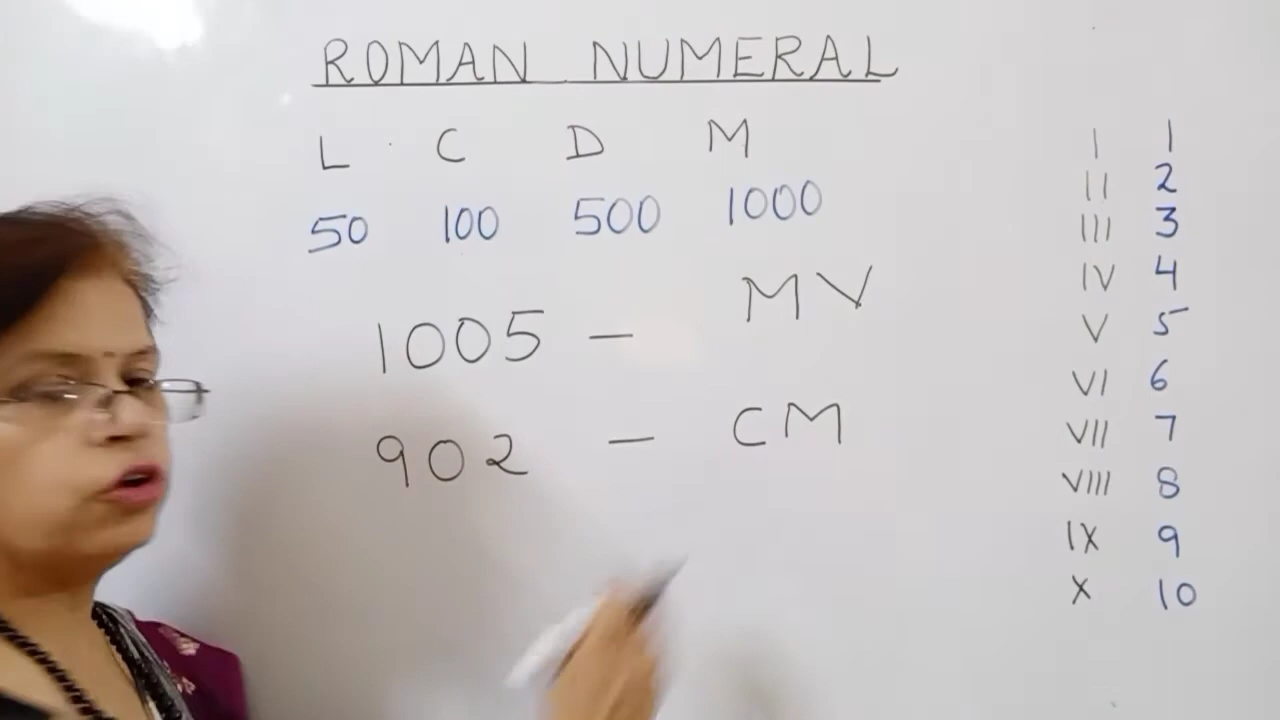 ROMAN NUMERAL
L C D M
50 100 500 1000
1005 – MV
902 – CM
I 1
II 2
III 3
IV 4
V 5
VI 6
VII 7
VIII 8
IX 9
X 10